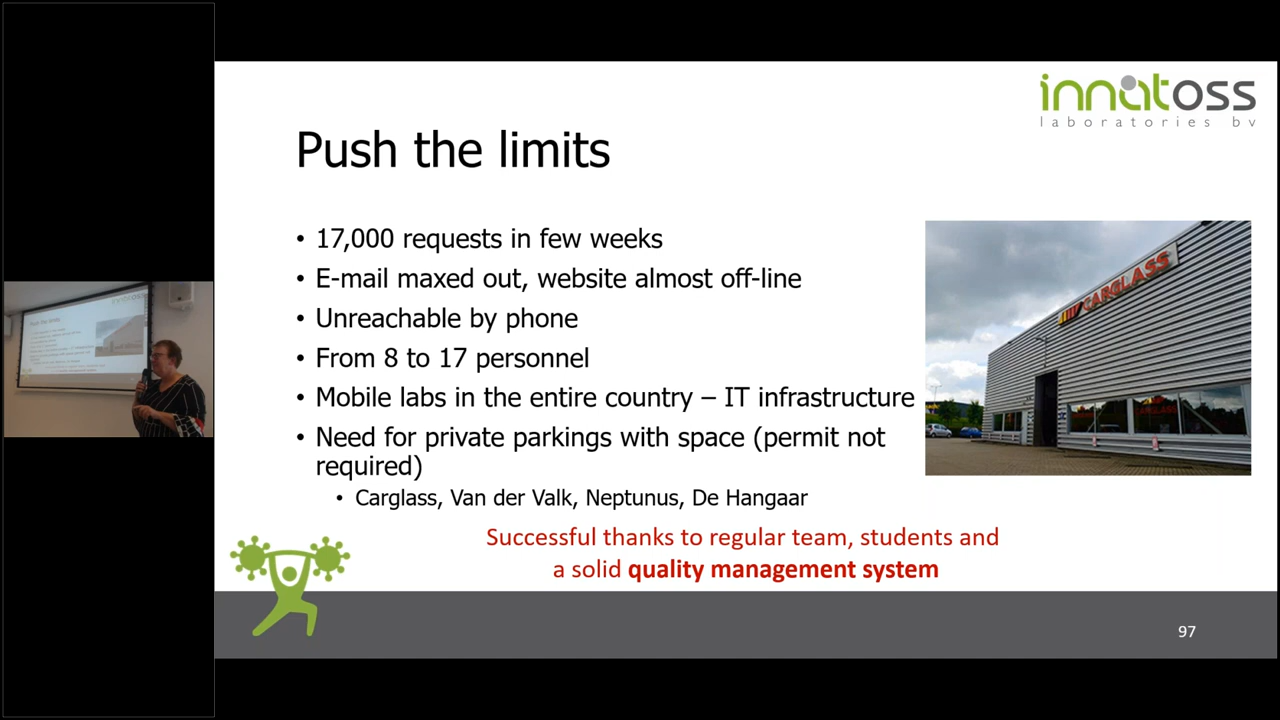 innatoss
laboratories bv
Push the limits
• 17,000 requests in few weeks
• E-mail maxed out, website almost off-line
• Unreachable by phone
• From 8 to 17 personnel
• Mobile labs in the entire country – IT infrastructure
• Need for private parkings with space (permit not
required)
• Carglass, Van der Valk, Neptunus, De Hangaar
CARGLASS
Successful thanks to regular team, students and
a solid quality management system
97
Push the limits